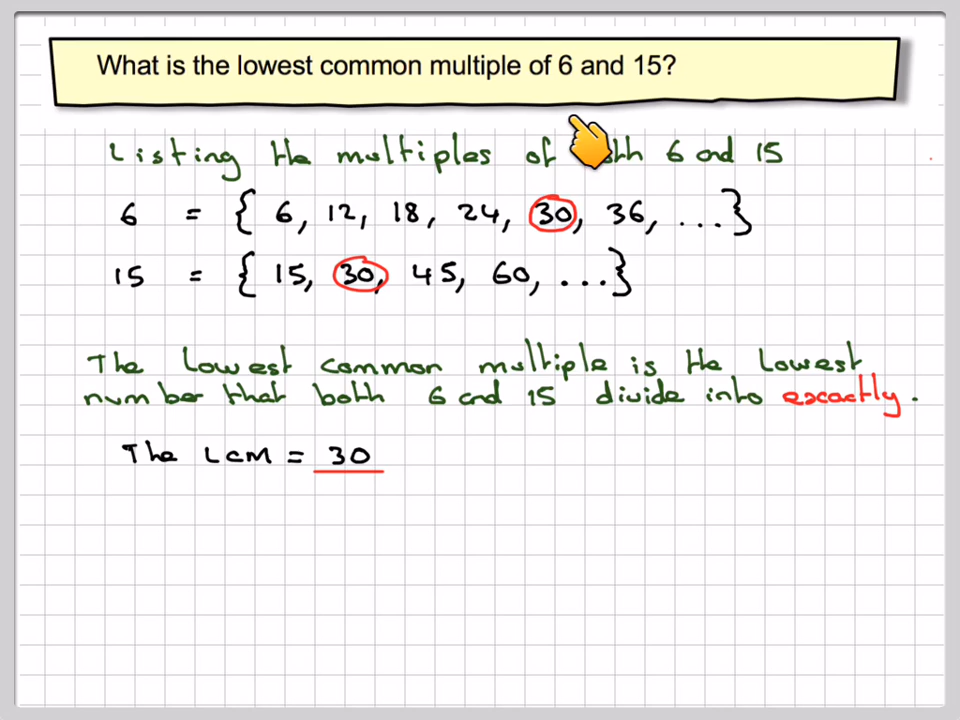 What is the lowest common multiple of 6 and 15?
Listing the multiples of both 6 and 15
6 = { 6, 12, 18, 24, 30, 36, ...}
15 = { 15, 30, 45, 60, ...}
The Lowest common multiple is the Lowest
number that both 6 and 15 divide into exactly.
The LCM = 30